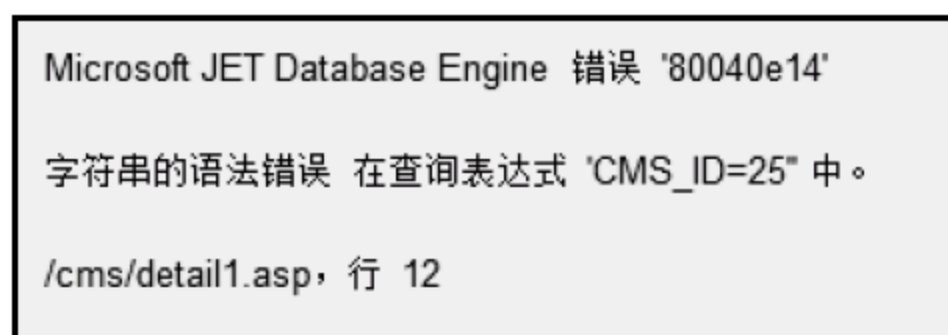 Microsoft JET Database Engine 错误 '80040e14'
字符串的语法错误 在查询表达式 'CMS_ID=25'' 中。
/cms/detail1.asp，行 12